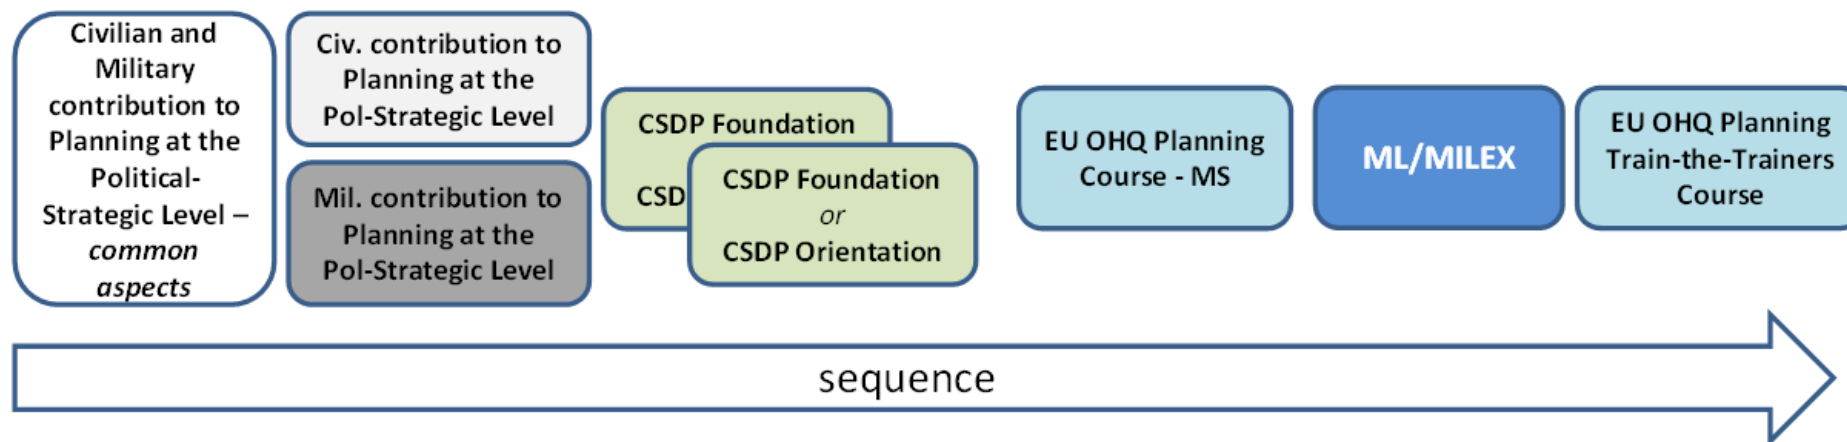 Civilian and
Military
contribution to
Planning at the
Political-
Strategic Level –
common
aspects
Civ. contribution to
Planning at the
Pol-Strategic Level
Mil. contribution to
Planning at the
Pol-Strategic Level
CSDP Foundation
CSD
CSDP Foundation
or
CSDP Orientation
EU OHQ Planning
Course - MS
ML/MILEX
EU OHQ Planning
Train-the-Trainers
Course
sequence